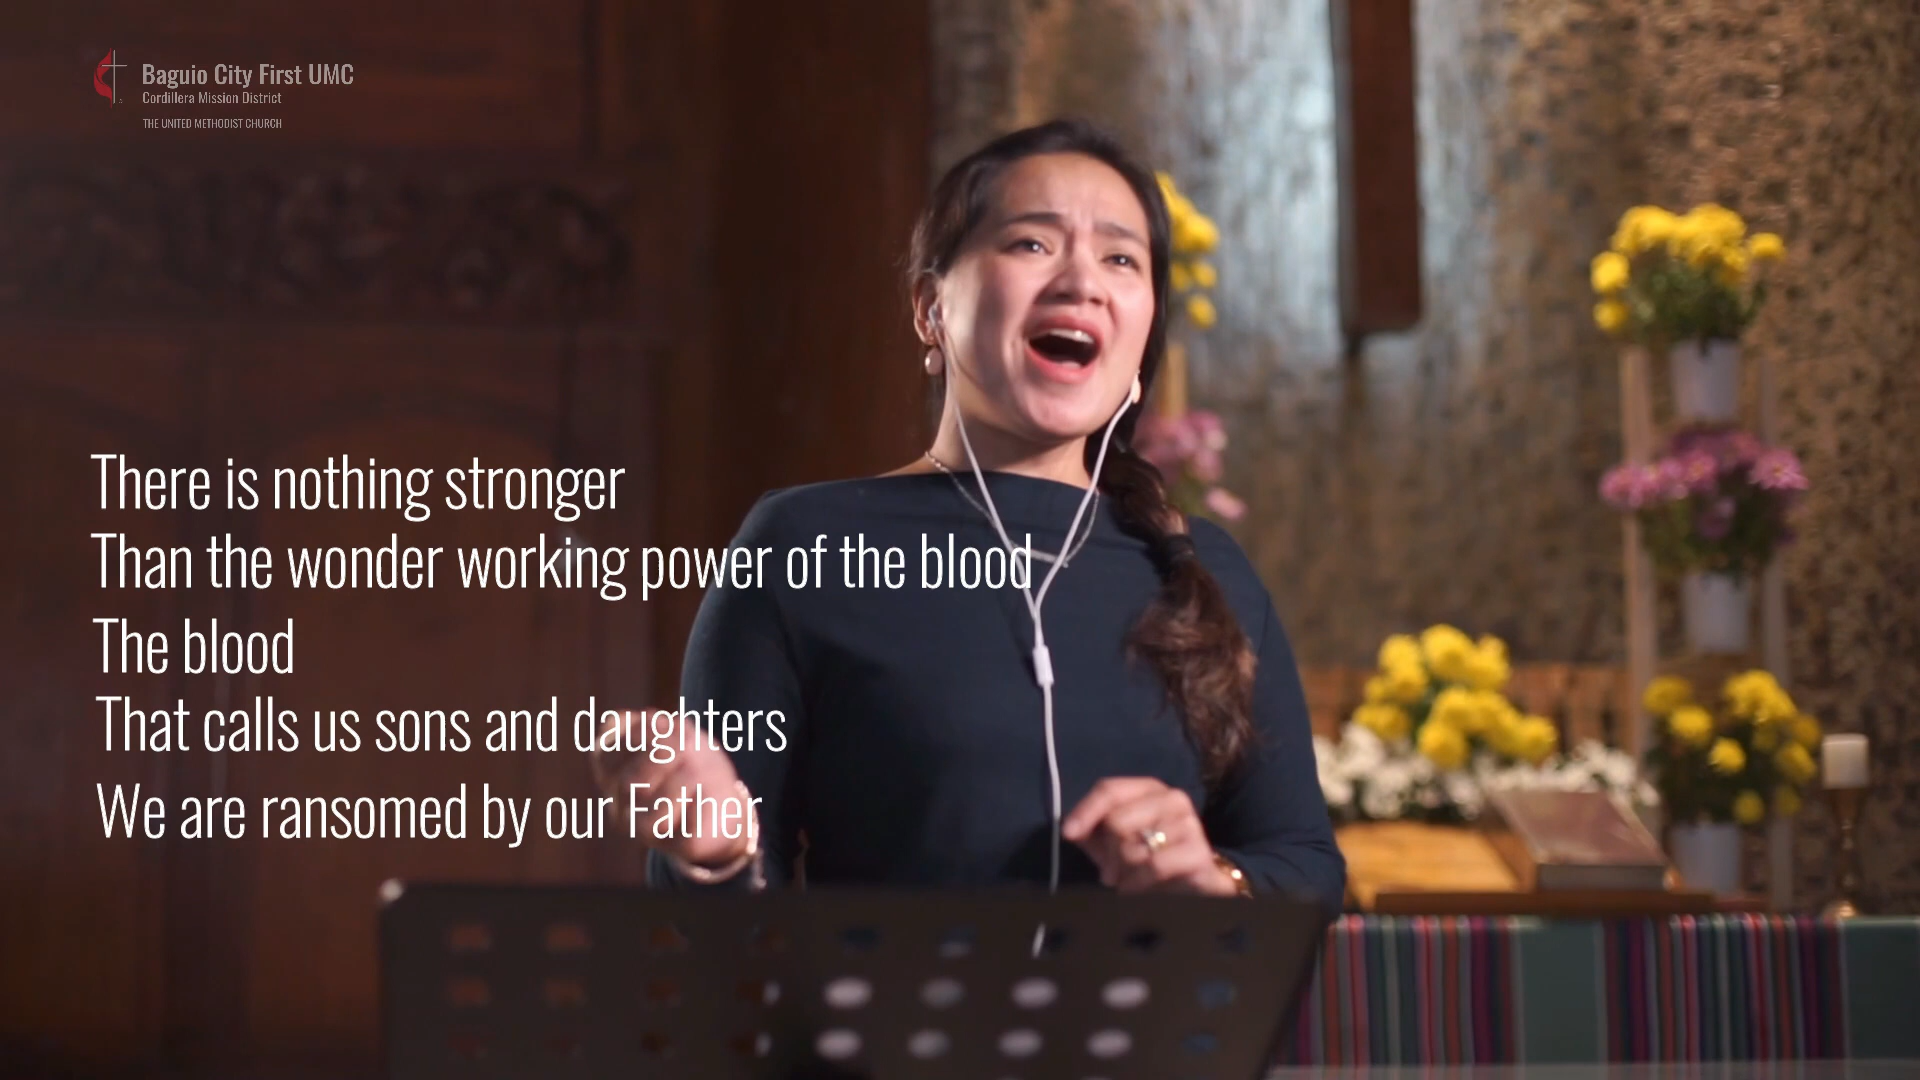 Baguio City First UMC
Cordillera Mission District
THE UNITED METHODIST CHURCH
There is nothing stronger
Than the wonder working power of the blood
The blood
That calls us sons and daughters
We are ransomed by our Father